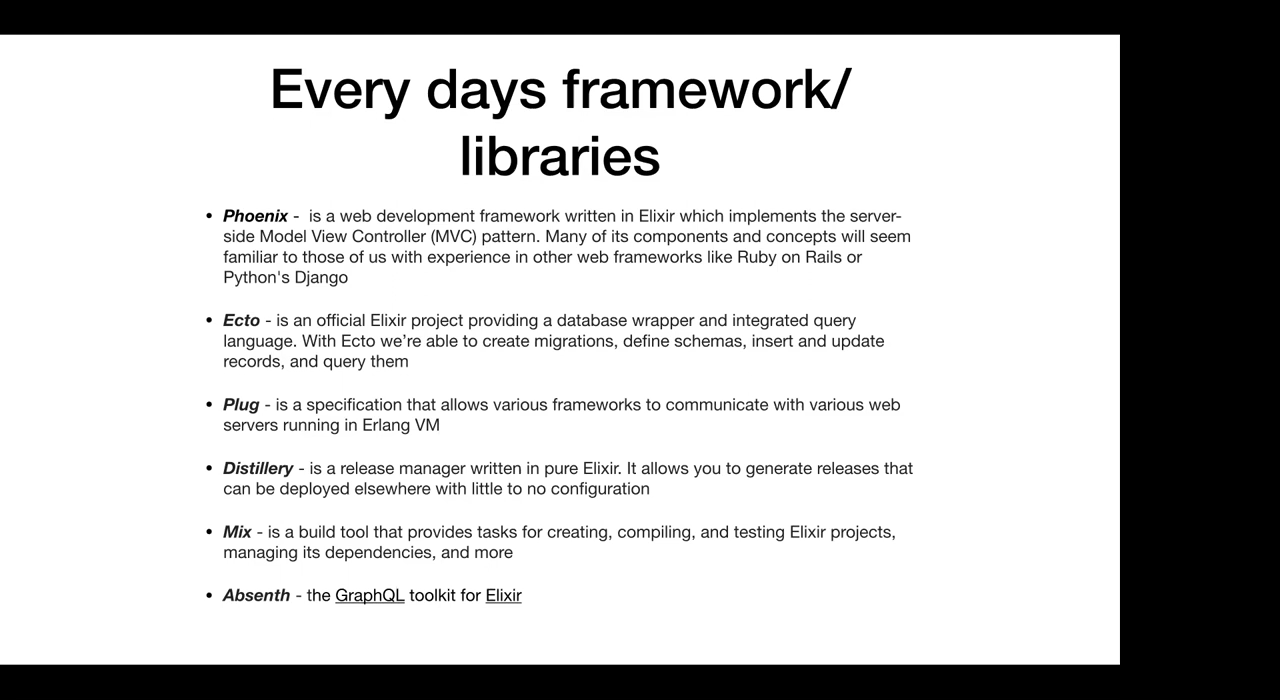 Every days framework/
libraries
• Phoenix -  is a web development framework written in Elixir which implements the server-
side Model View Controller (MVC) pattern. Many of its components and concepts will seem
familiar to those of us with experience in other web frameworks like Ruby on Rails or
Python's Django
• Ecto - is an official Elixir project providing a database wrapper and integrated query
language. With Ecto we’re able to create migrations, define schemas, insert and update
records, and query them
• Plug - is a specification that allows various frameworks to communicate with various web
servers running in Erlang VM
• Distillery - is a release manager written in pure Elixir. It allows you to generate releases that
can be deployed elsewhere with little to no configuration
• Mix - is a build tool that provides tasks for creating, compiling, and testing Elixir projects,
managing its dependencies, and more
• Absenth - the GraphQL toolkit for Elixir